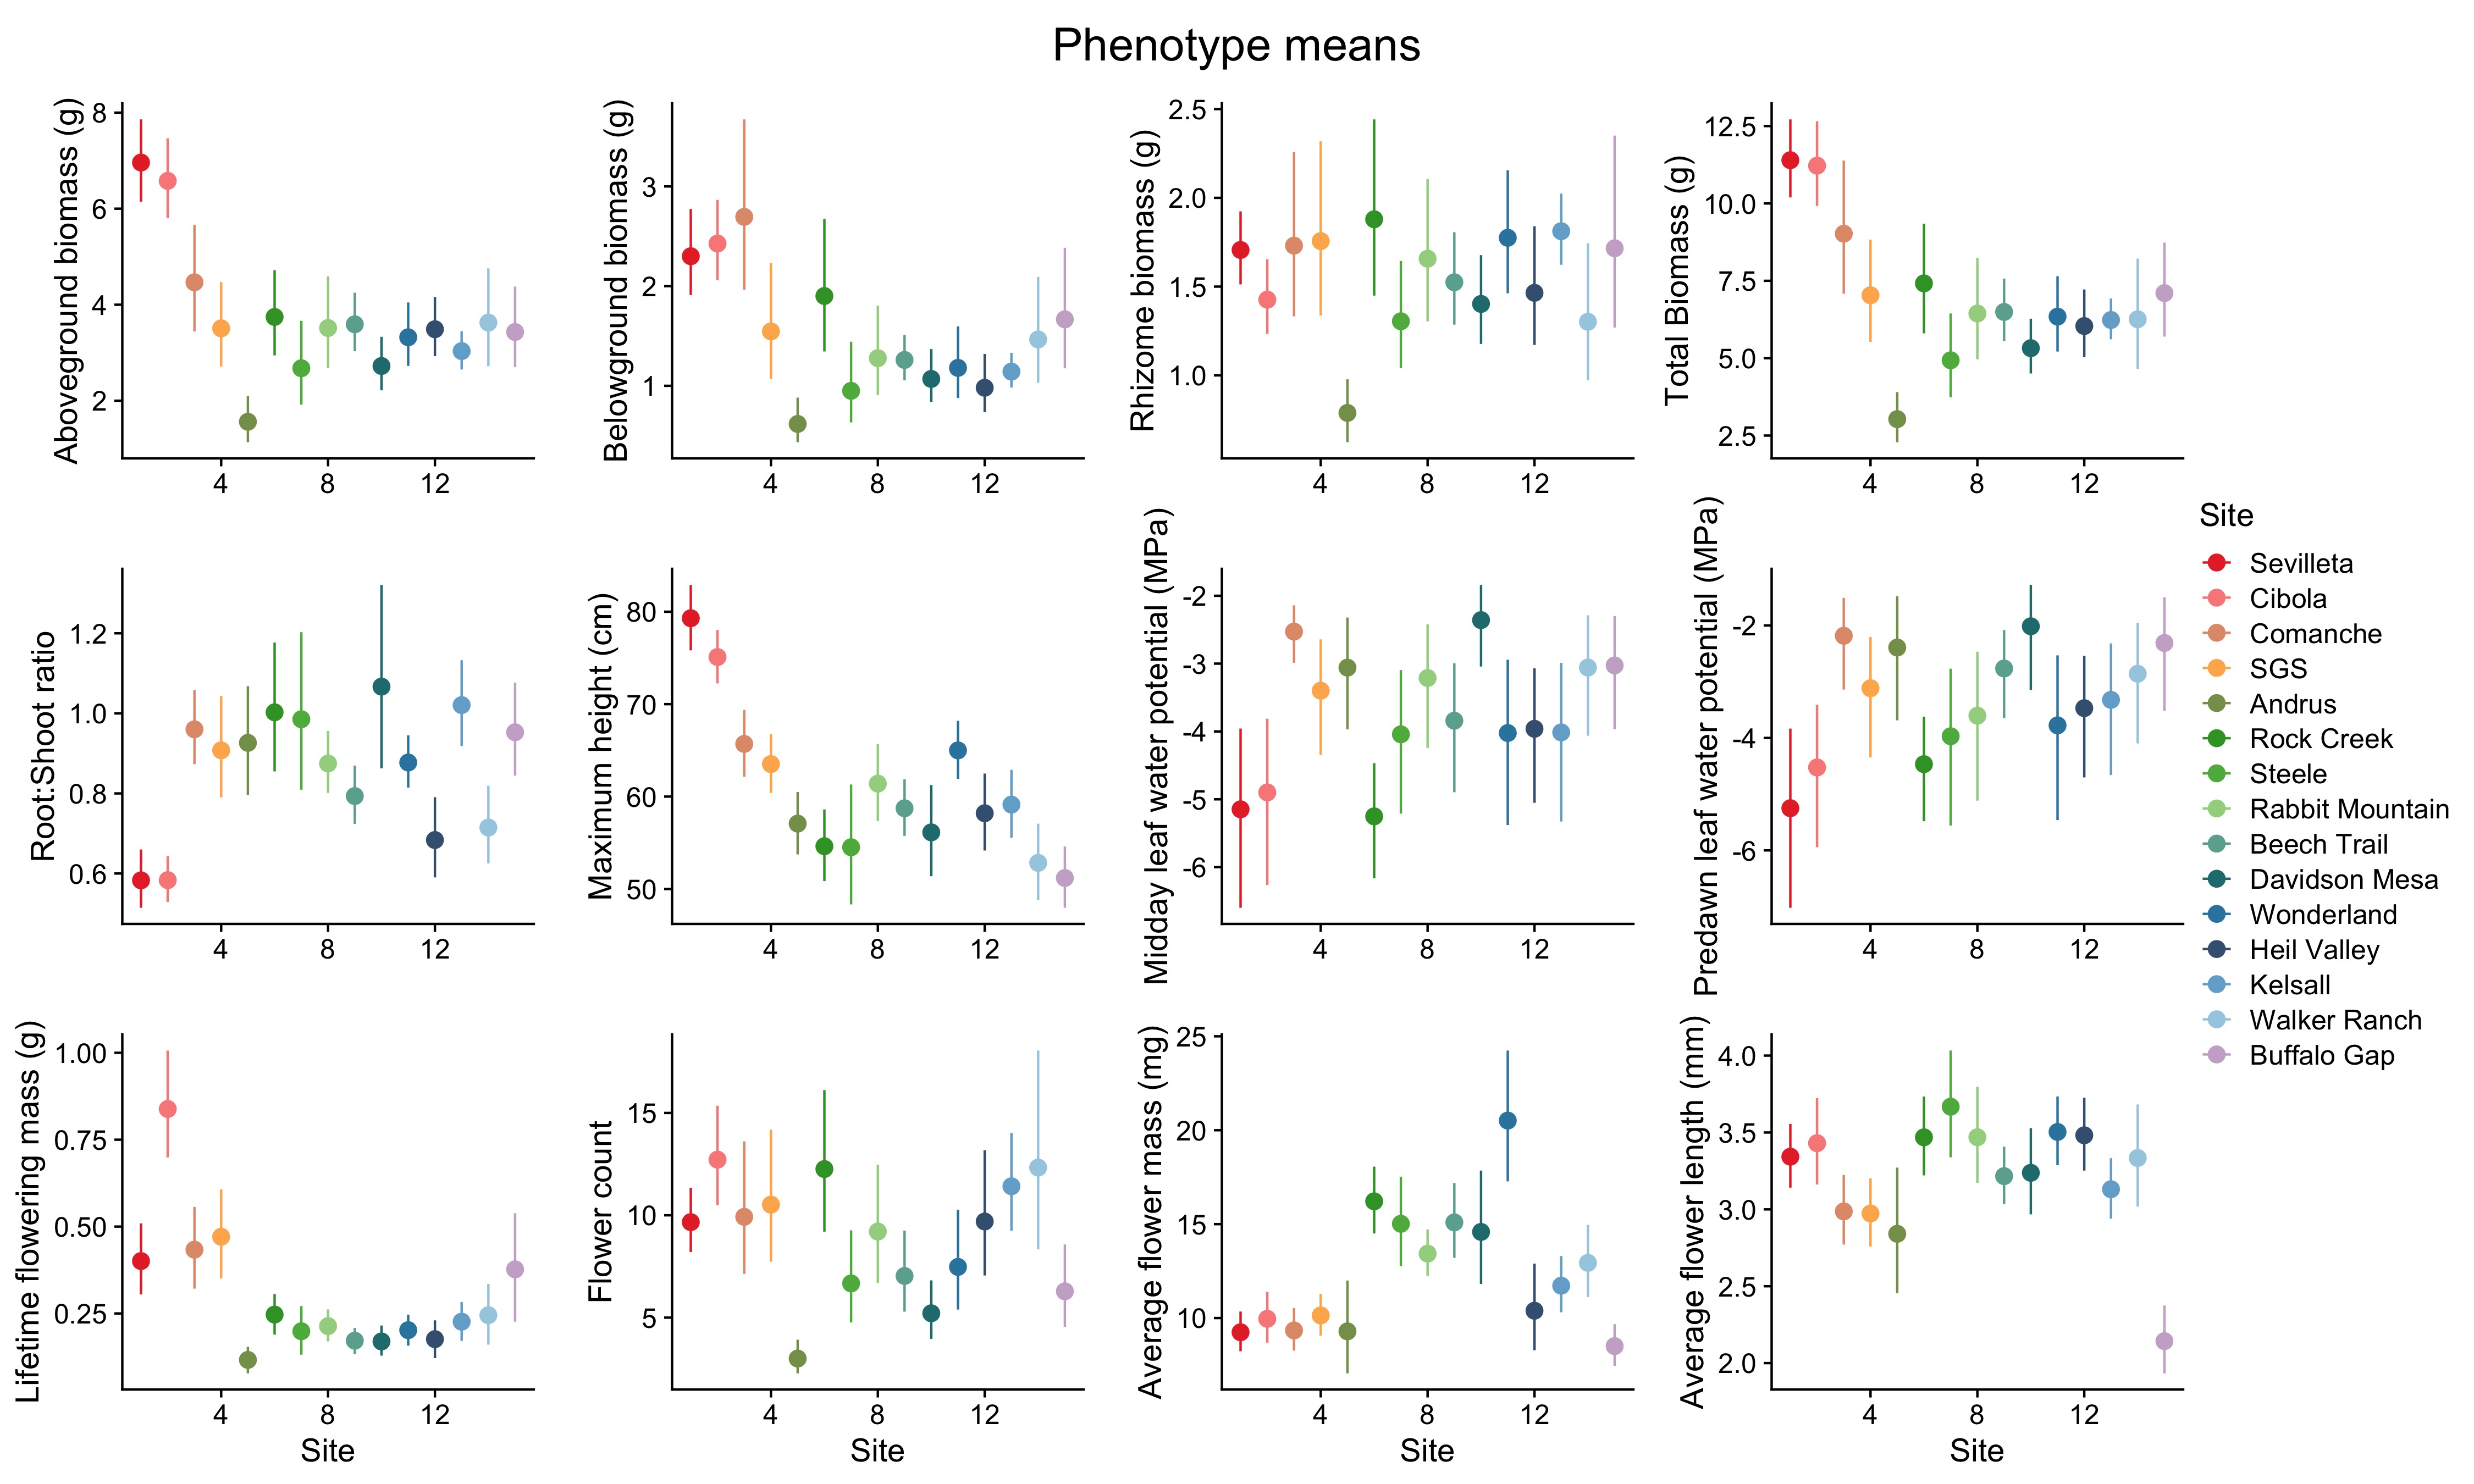 Phenotype means
Aboveground biomass (g)
8
6
4
2
4 8 12
Belowground biomass (g)
3
2
1
4 8 12
Rhizome biomass (g)
2.5
2.0
1.5
1.0
4 8 12
Total Biomass (g)
12.5
10.0
7.5
5.0
2.5
4 8 12
Root:Shoot ratio
1.2
1.0
0.8
0.6
4 8 12
Maximum height (cm)
80
70
60
50
4 8 12
Midday leaf water potential (MPa)
-2
-3
-4
-5
-6
4 8 12
Predawn leaf water potential (MPa)
-2
-4
-6
4 8 12
Lifetime flowering mass (g)
1.00
0.75
0.50
0.25
4 8 12
Site
Flower count
15
10
5
4 8 12
Site
Average flower mass (mg)
25
20
15
10
4 8 12
Site
Average flower length (mm)
4.0
3.5
3.0
2.5
2.0
4 8 12
Site
Site
Sevilleta
Cibola
Comanche
SGS
Andrus
Rock Creek
Steele
Rabbit Mountain
Beech Trail
Davidson Mesa
Wonderland
Heil Valley
Kelsall
Walker Ranch
Buffalo Gap